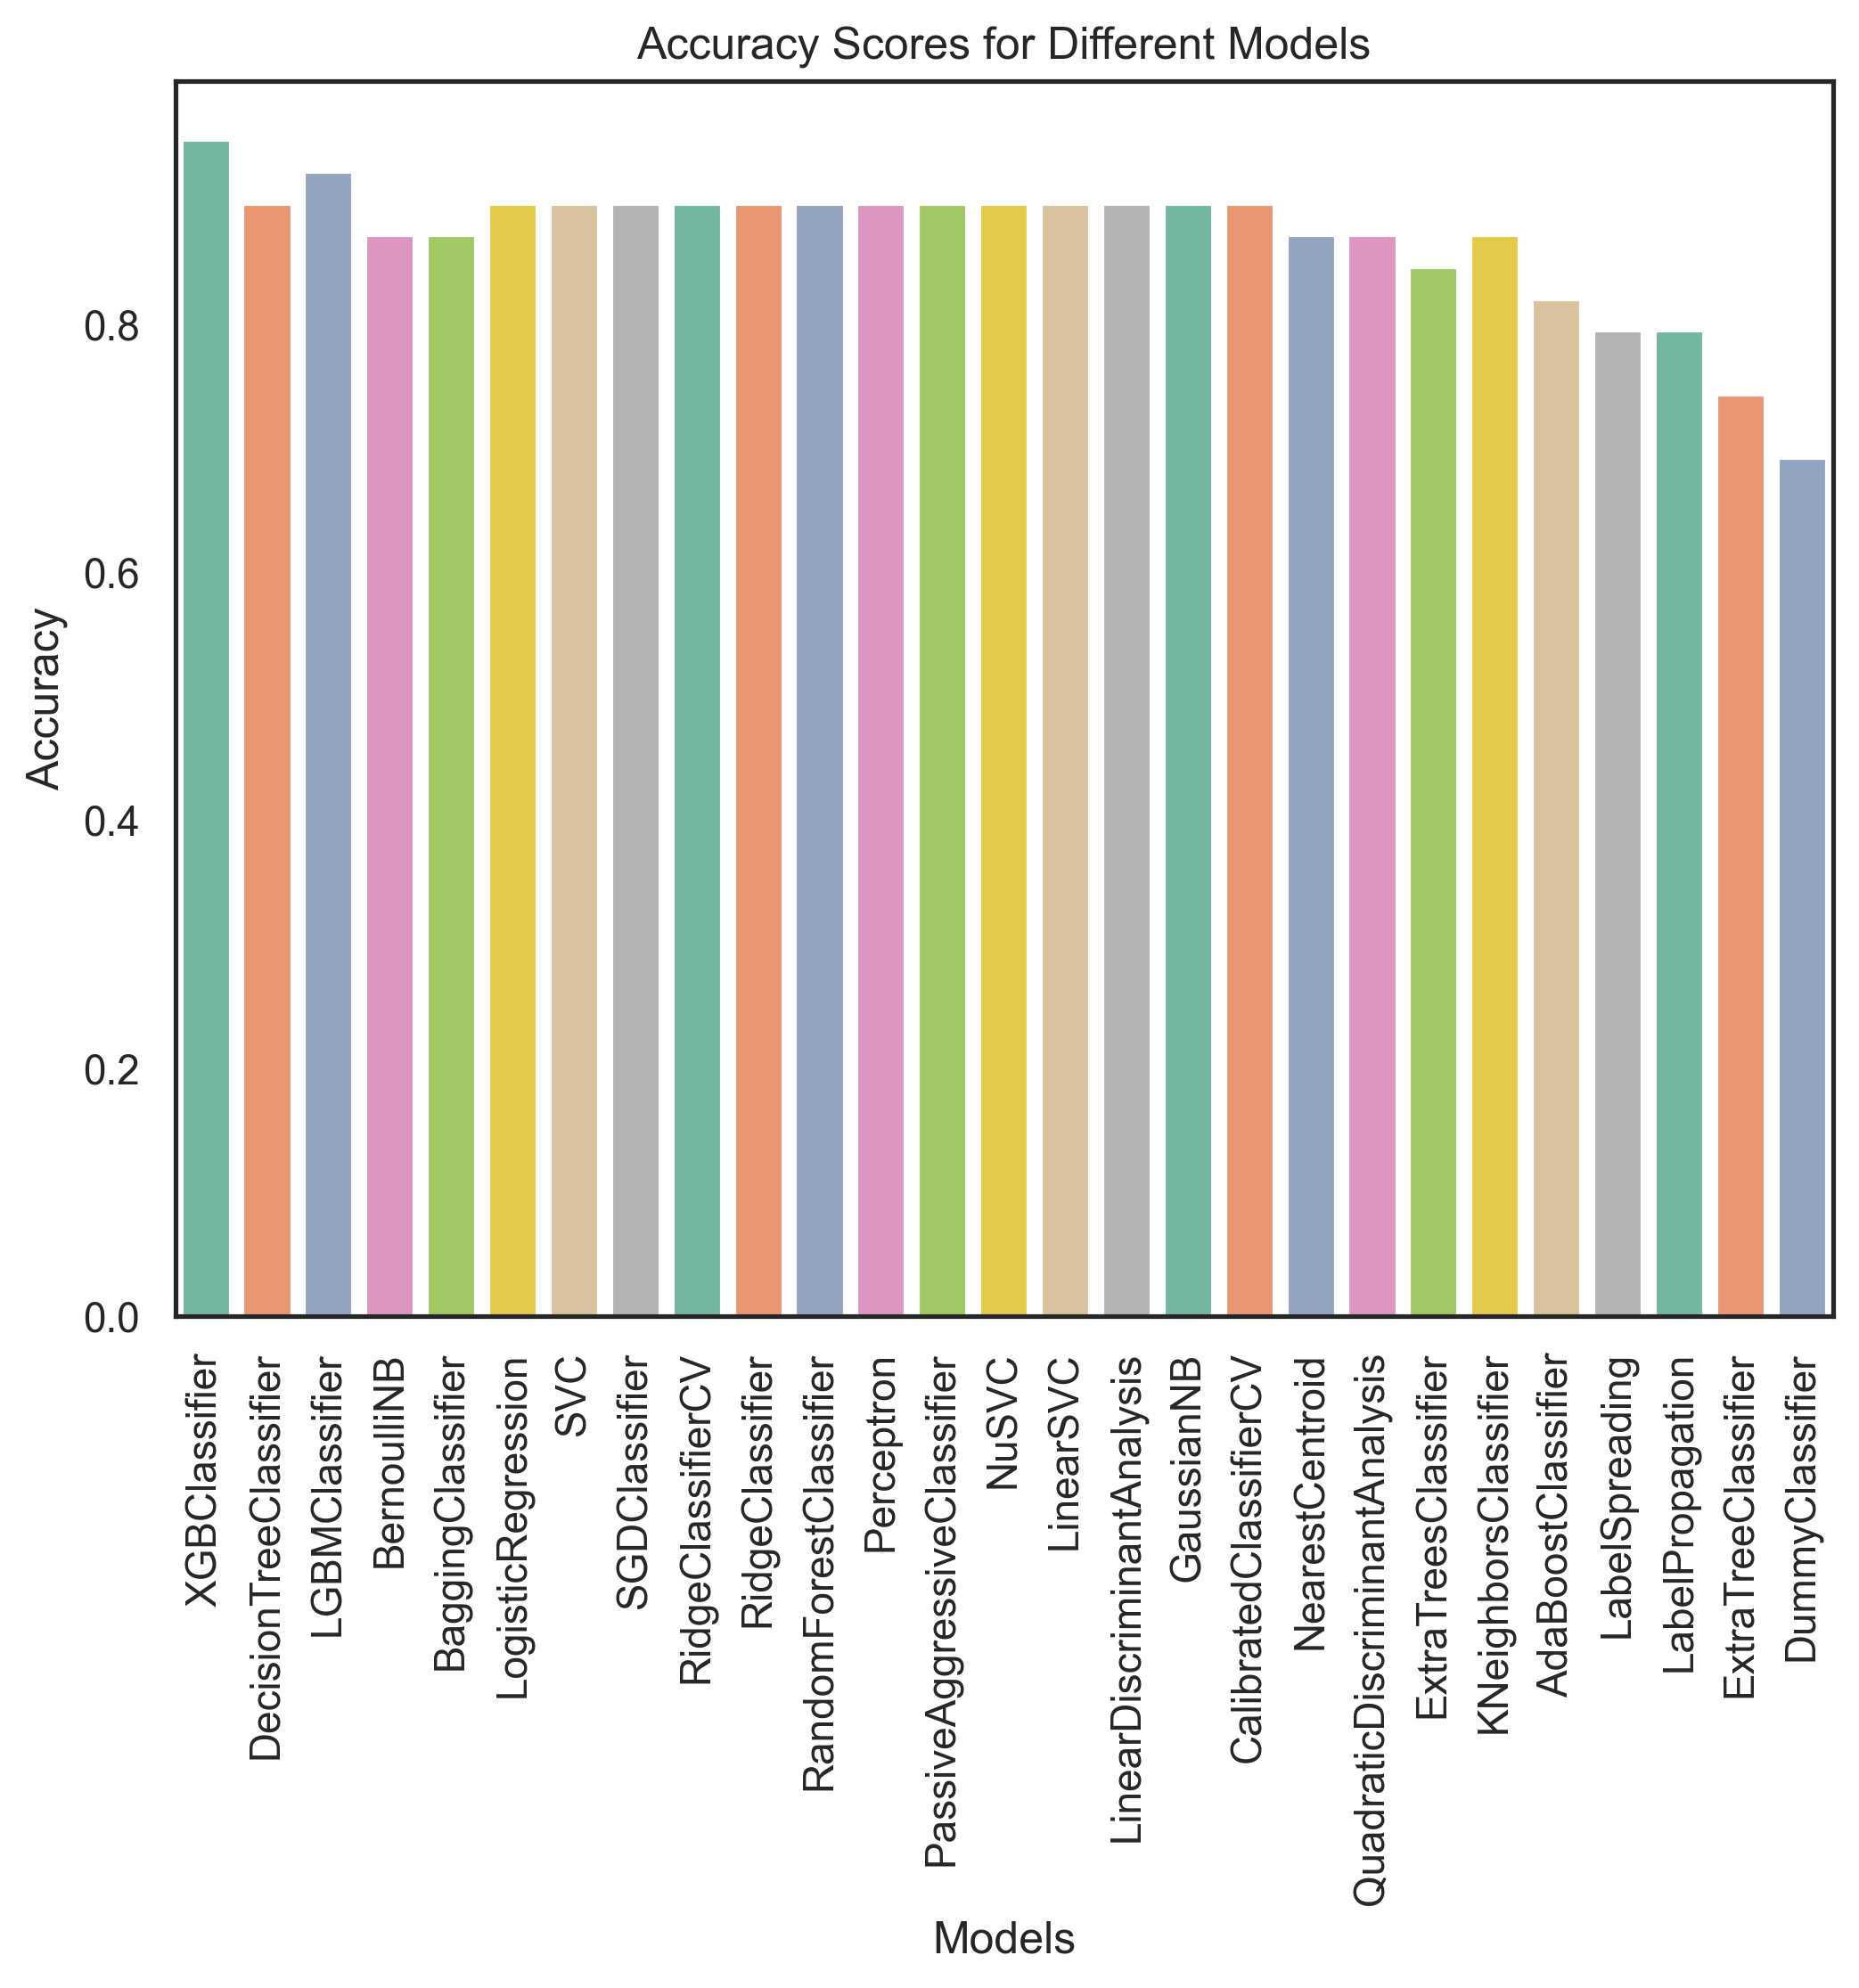 Accuracy Scores for Different Models
Accuracy
0.8
0.6
0.4
0.2
0.0
XGBClassifier
DecisionTreeClassifier
LGBMClassifier
BernoulliNB
BaggingClassifier
LogisticRegression
SVC
SGDClassifier
RidgeClassifierCV
RidgeClassifier
RandomForestClassifier
Perceptron
PassiveAggressiveClassifier
NuSVC
LinearSVC
LinearDiscriminantAnalysis
GaussianNB
CalibratedClassifierCV
NearestCentroid
QuadraticDiscriminantAnalysis
ExtraTreesClassifier
KNeighborsClassifier
AdaBoostClassifier
LabelSpreading
LabelPropagation
ExtraTreeClassifier
DummyClassifier
Models